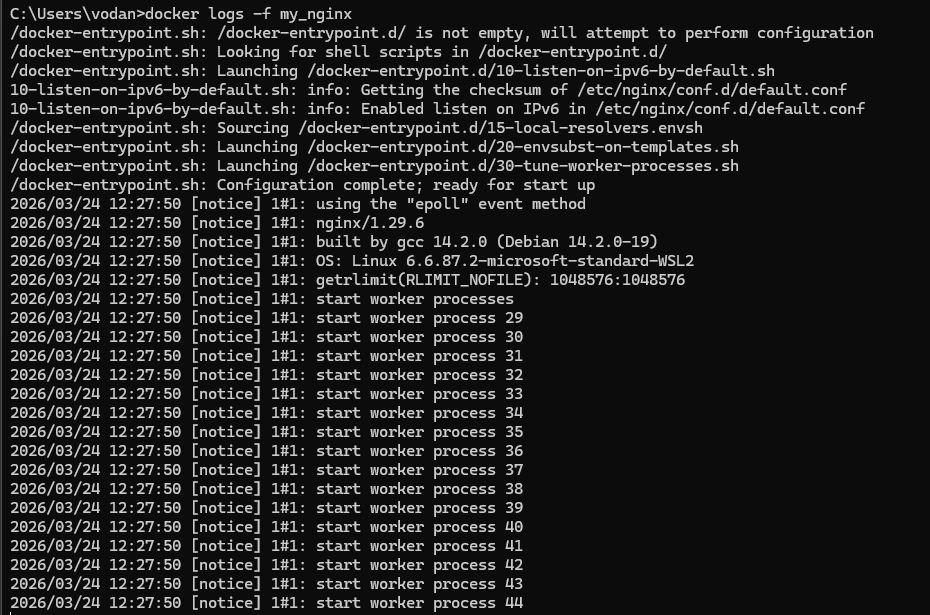 C:\Users\vodan>docker logs -f my_nginx
/docker-entrypoint.sh: /docker-entrypoint.d/ is not empty, will attempt to perform configuration
/docker-entrypoint.sh: Looking for shell scripts in /docker-entrypoint.d/
/docker-entrypoint.sh: Launching /docker-entrypoint.d/10-listen-on-ipv6-by-default.sh
10-listen-on-ipv6-by-default.sh: info: Getting the checksum of /etc/nginx/conf.d/default.conf
10-listen-on-ipv6-by-default.sh: info: Enabled listen on IPv6 in /etc/nginx/conf.d/default.conf
/docker-entrypoint.sh: Sourcing /docker-entrypoint.d/15-local-resolvers.envsh
/docker-entrypoint.sh: Launching /docker-entrypoint.d/20-envsubst-on-templates.sh
/docker-entrypoint.sh: Launching /docker-entrypoint.d/30-tune-worker-processes.sh
/docker-entrypoint.sh: Configuration complete; ready for start up
2026/03/24 12:27:50 [notice] 1#1: using the "epoll" event method
2026/03/24 12:27:50 [notice] 1#1: nginx/1.29.6
2026/03/24 12:27:50 [notice] 1#1: built by gcc 14.2.0 (Debian 14.2.0-19)
2026/03/24 12:27:50 [notice] 1#1: OS: Linux 6.6.87.2-microsoft-standard-WSL2
2026/03/24 12:27:50 [notice] 1#1: getrlimit(RLIMIT_NOFILE): 1048576:1048576
2026/03/24 12:27:50 [notice] 1#1: start worker processes
2026/03/24 12:27:50 [notice] 1#1: start worker process 29
2026/03/24 12:27:50 [notice] 1#1: start worker process 30
2026/03/24 12:27:50 [notice] 1#1: start worker process 31
2026/03/24 12:27:50 [notice] 1#1: start worker process 32
2026/03/24 12:27:50 [notice] 1#1: start worker process 33
2026/03/24 12:27:50 [notice] 1#1: start worker process 34
2026/03/24 12:27:50 [notice] 1#1: start worker process 35
2026/03/24 12:27:50 [notice] 1#1: start worker process 36
2026/03/24 12:27:50 [notice] 1#1: start worker process 37
2026/03/24 12:27:50 [notice] 1#1: start worker process 38
2026/03/24 12:27:50 [notice] 1#1: start worker process 39
2026/03/24 12:27:50 [notice] 1#1: start worker process 40
2026/03/24 12:27:50 [notice] 1#1: start worker process 41
2026/03/24 12:27:50 [notice] 1#1: start worker process 42
2026/03/24 12:27:50 [notice] 1#1: start worker process 43
2026/03/24 12:27:50 [notice] 1#1: start worker process 44